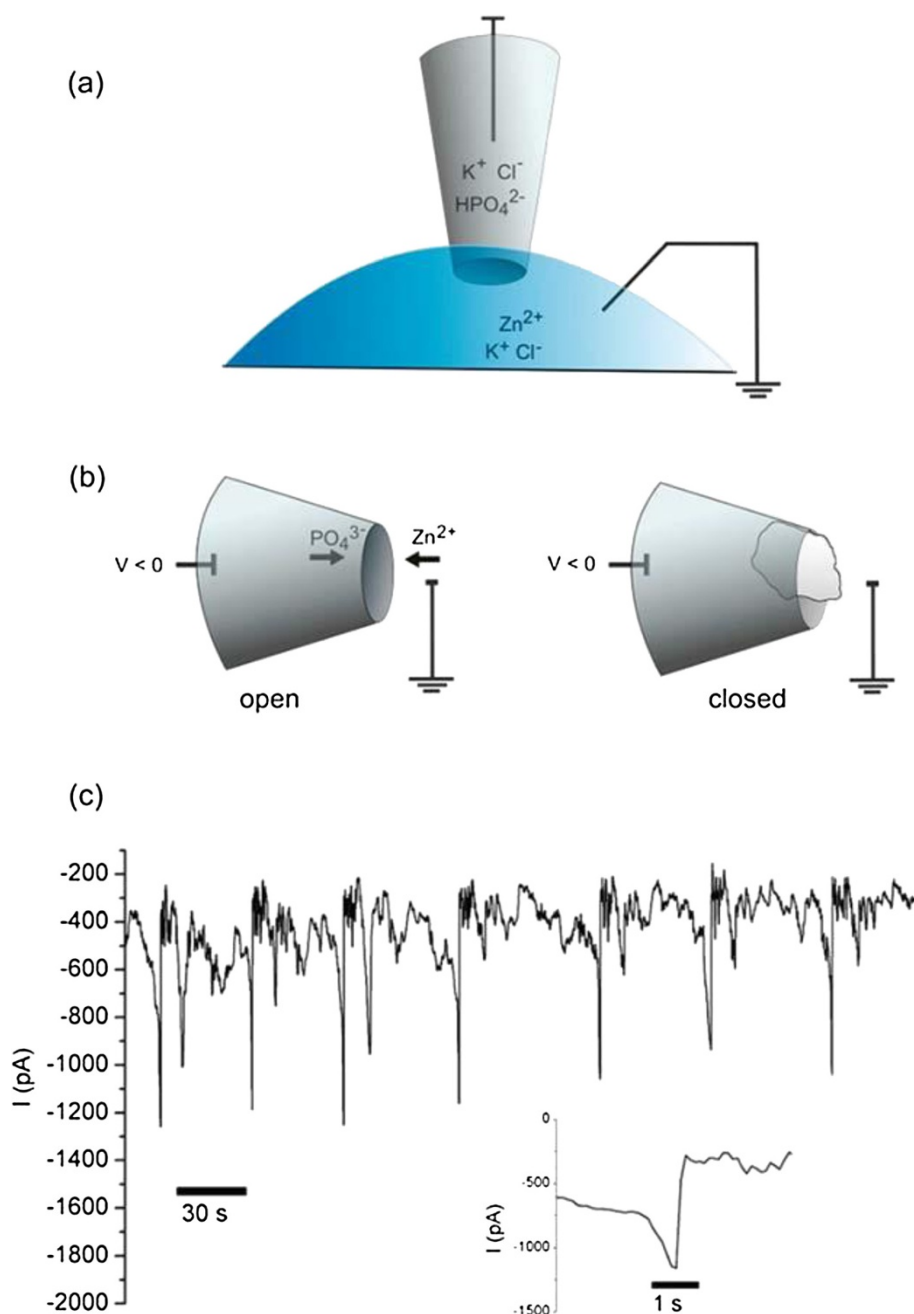 (a)
K⁺ Cl⁻
HPO₄²⁻
Zn²⁺
K⁺ Cl⁻
(b)
PO₄³⁻
Zn²⁺
V < 0
V < 0
open
closed
(c)
-200
-400
-600
-800
-1000
-1200
-1400
-1600
-1800
-2000
I (pA)
30 s
0
-500
-1000
-1500
I (pA)
1 s